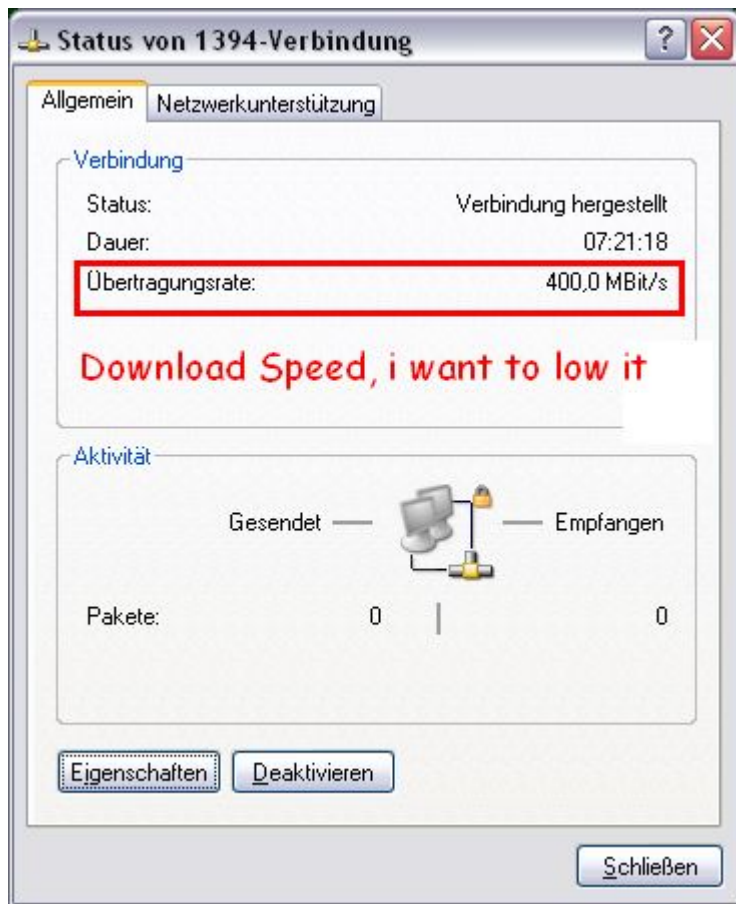 Status von 1394-Verbindung
Allgemein
Netzwerkunterstützung
Verbindung
Status: Verbindung hergestellt
Dauer: 07:21:18
Übertragungsrate: 400,0 MBit/s
Download Speed, i want to low it
Aktivität
Gesendet
Empfangen
Pakete: 0 0
Eigenschaften
Deaktivieren
Schließen